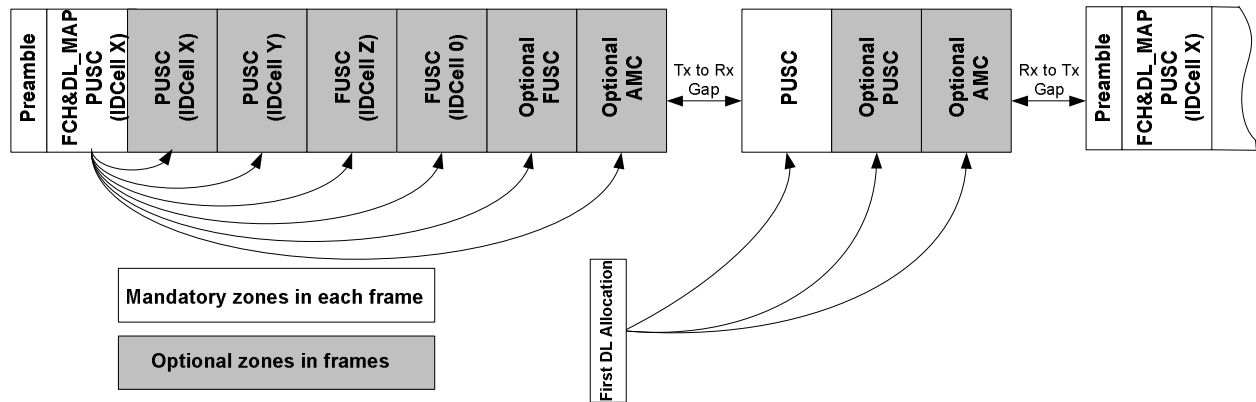 Preamble
FCH&DL_MAP
PUSC
(IDCell X)
PUSC
(IDCell X)
PUSC
(IDCell Y)
FUSC
(IDCell Z)
FUSC
(IDCell 0)
Optional
FUSC
Optional
AMC
Tx to Rx
Gap
PUSC
Optional
PUSC
Optional
AMC
Rx to Tx
Gap
Preamble
FCH&DL_MAP
PUSC
(IDCell X)
Mandatory zones in each frame
Optional zones in frames
First DL Allocation